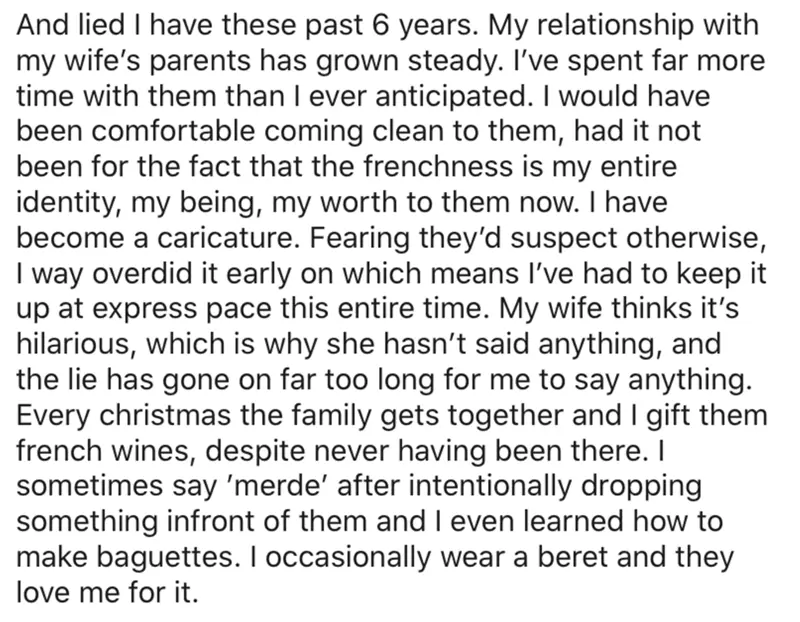 And lied I have these past 6 years. My relationship with
my wife’s parents has grown steady. I’ve spent far more
time with them than I ever anticipated. I would have
been comfortable coming clean to them, had it not
been for the fact that the frenchness is my entire
identity, my being, my worth to them now. I have
become a caricature. Fearing they’d suspect otherwise,
I way overdid it early on which means I’ve had to keep it
up at express pace this entire time. My wife thinks it’s
hilarious, which is why she hasn’t said anything, and
the lie has gone on far too long for me to say anything.
Every christmas the family gets together and I gift them
french wines, despite never having been there. I
sometimes say ’merde’ after intentionally dropping
something infront of them and I even learned how to
make baguettes. I occasionally wear a beret and they
love me for it.